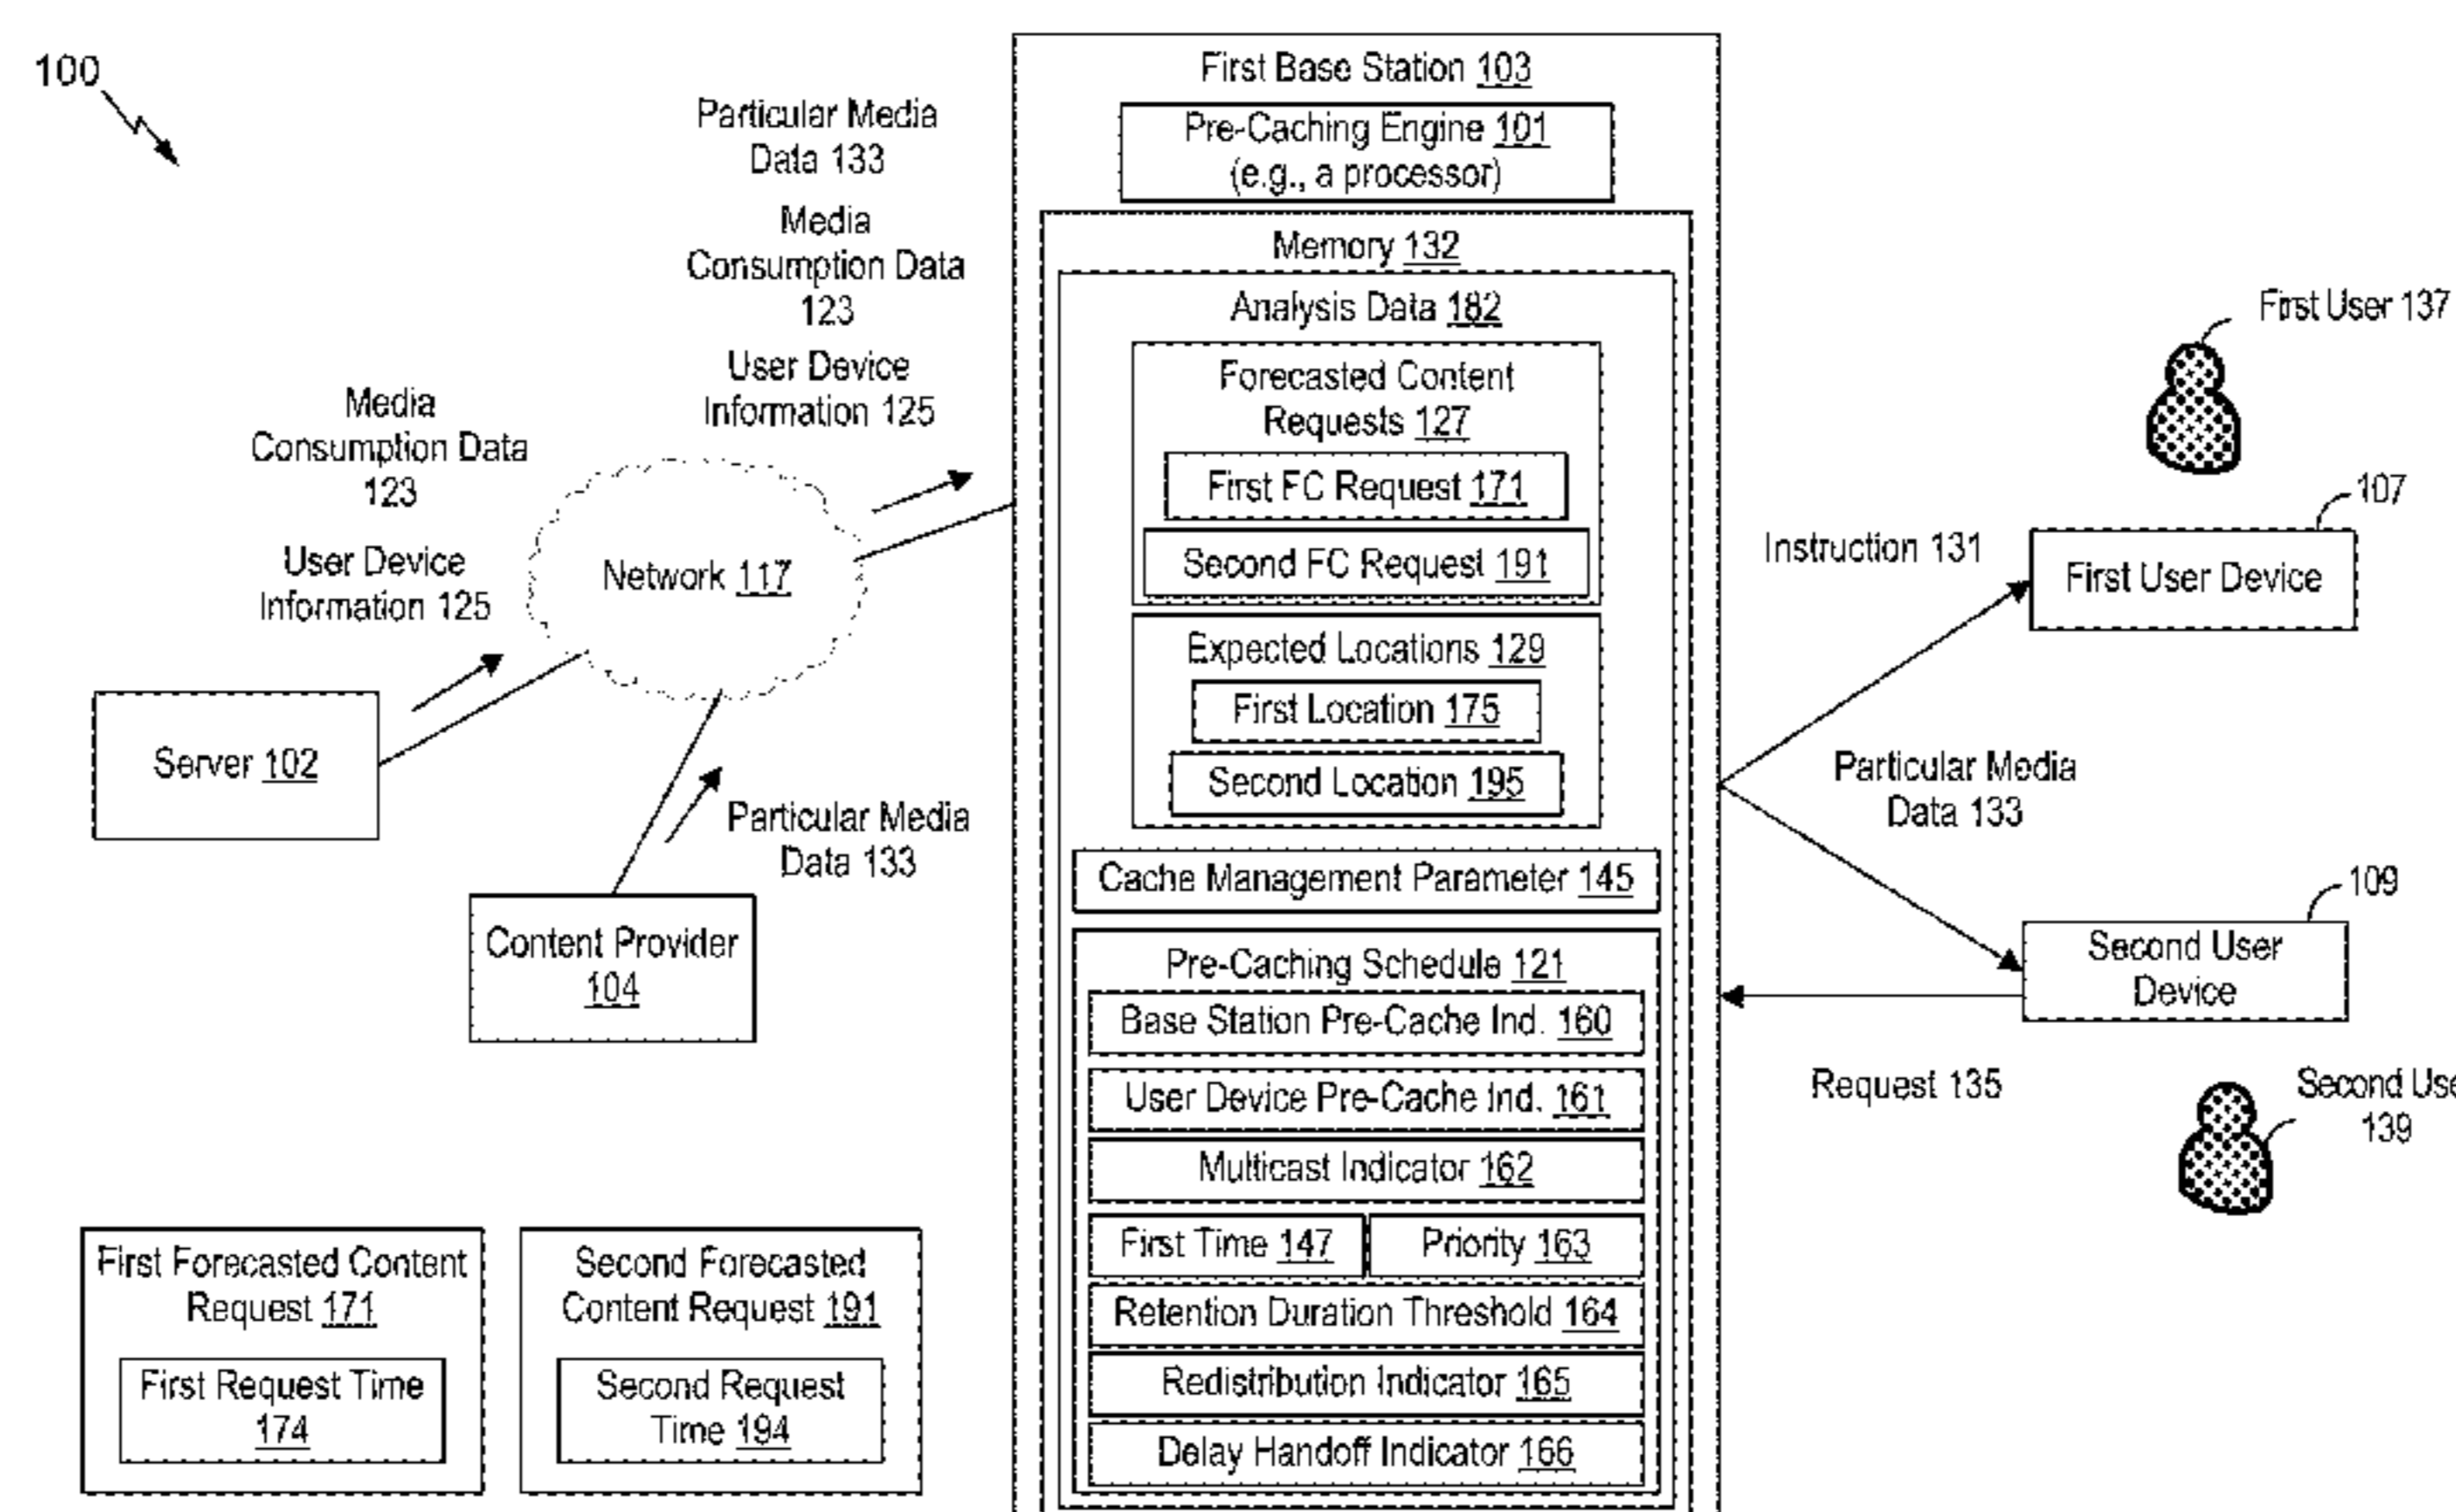 100
Particular Media
Data 133
Media
Consumption Data
123
User Device
Information 125
Media
Consumption Data
123
User Device
Information 125
Network 117
Server 102
Particular Media
Data 133
Content Provider
104
First Forecasted Content
Request 171
First Request Time
174
Second Forecasted
Content Request 191
Second Request
Time 194
First Base Station 103
Pre-Caching Engine 101
(e.g., a processor)
Memory 132
Analysis Data 182
Forecasted Content
Requests 127
First FC Request 171
Second FC Request 191
Expected Locations 129
First Location 175
Second Location 195
Cache Management Parameter 145
Pre-Caching Schedule 121
Base Station Pre-Cache Ind. 160
User Device Pre-Cache Ind. 161
Multicast Indicator 162
First Time 147
Priority 163
Retention Duration Threshold 164
Redistribution Indicator 165
Delay Handoff Indicator 166
First User 137
107
Instruction 131
First User Device
Particular Media
Data 133
109
Second User
Device
Request 135
Second Use
139